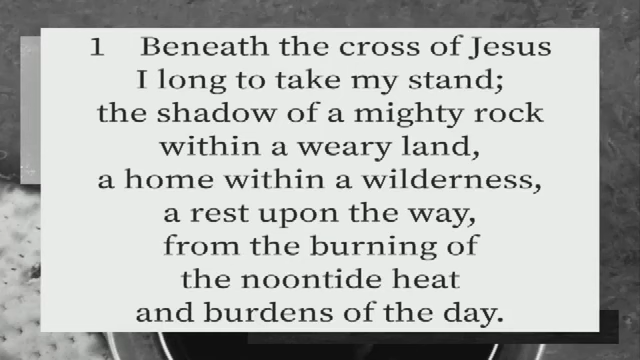 1 Beneath the cross of Jesus
I long to take my stand;
the shadow of a mighty rock
within a weary land,
a home within a wilderness,
a rest upon the way,
from the burning of
the noontide heat
and burdens of the day.